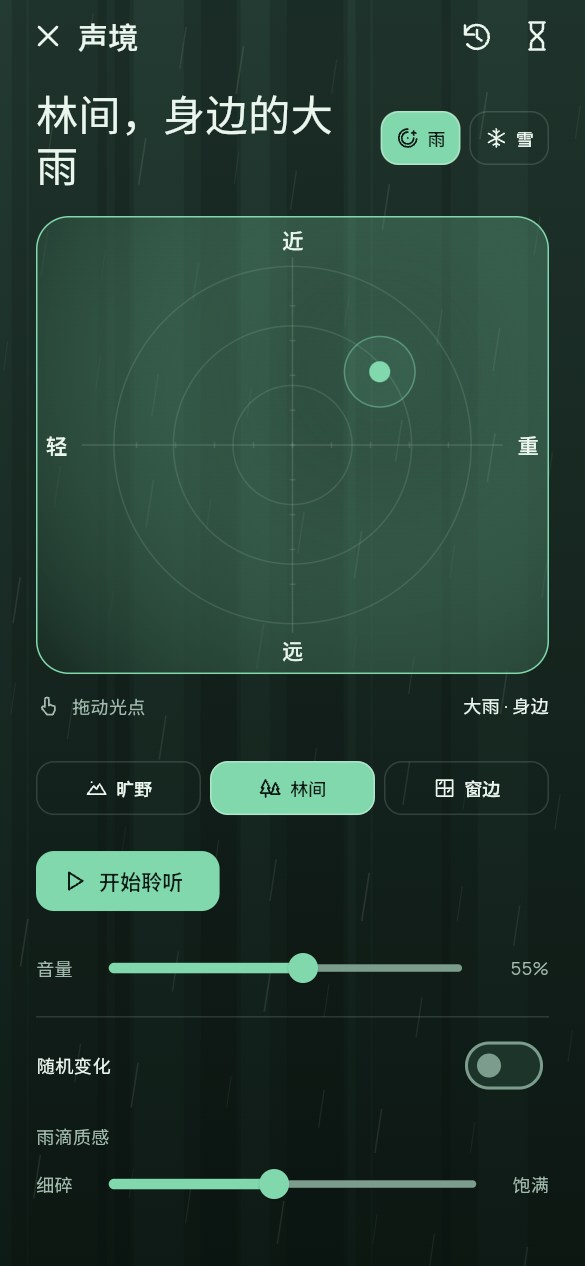 声境
林间，身边的大
雨
雨
雪
近
轻
重
远
拖动光点
大雨·身边
旷野
林间
窗边
开始聆听
音量
55%
随机变化
雨滴质感
细碎
饱满